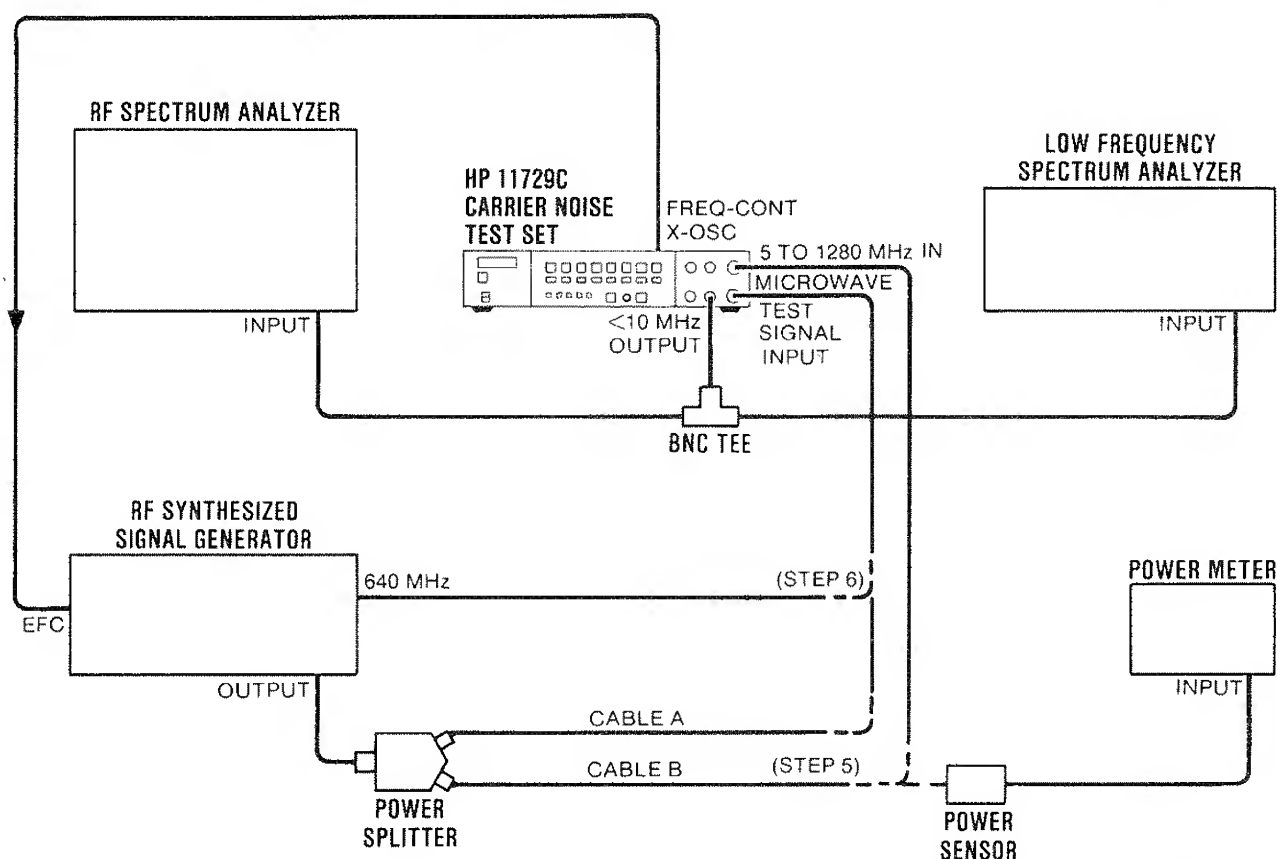 RF SPECTRUM ANALYZER
INPUT
HP 11729C
CARRIER NOISE
TEST SET
FREQ-CONT
X-OSC
5 TO 1280 MHz IN
MICROWAVE
TEST
SIGNAL
INPUT
<10 MHz
OUTPUT
LOW FREQUENCY
SPECTRUM ANALYZER
INPUT
BNC TEE
RF SYNTHESIZED
SIGNAL GENERATOR
640 MHz
(STEP 6)
EFC
OUTPUT
POWER METER
INPUT
CABLE A
CABLE B
(STEP 5)
POWER
SPLITTER
POWER
SENSOR